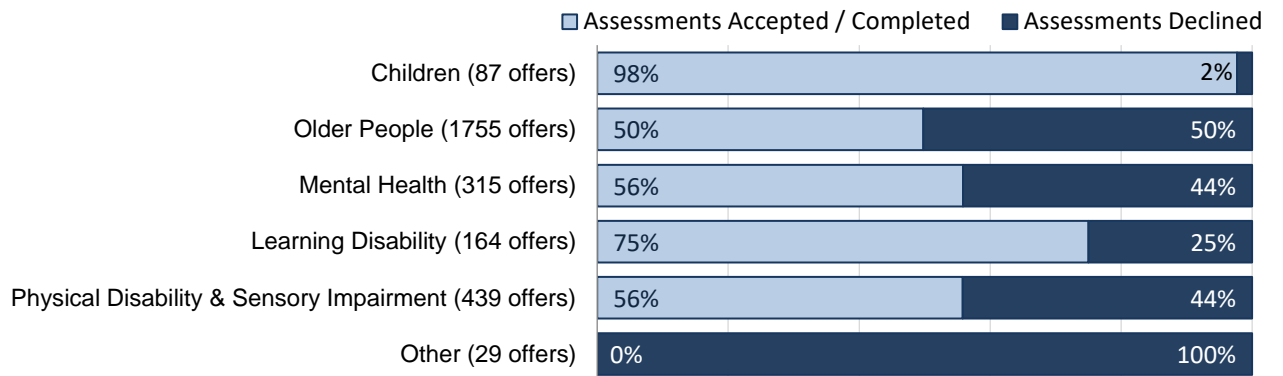 Assessments Accepted / Completed Assessments Declined
Children (87 offers) 98% 2%
Older People (1755 offers) 50% 50%
Mental Health (315 offers) 56% 44%
Learning Disability (164 offers) 75% 25%
Physical Disability & Sensory Impairment (439 offers) 56% 44%
Other (29 offers) 0% 100%